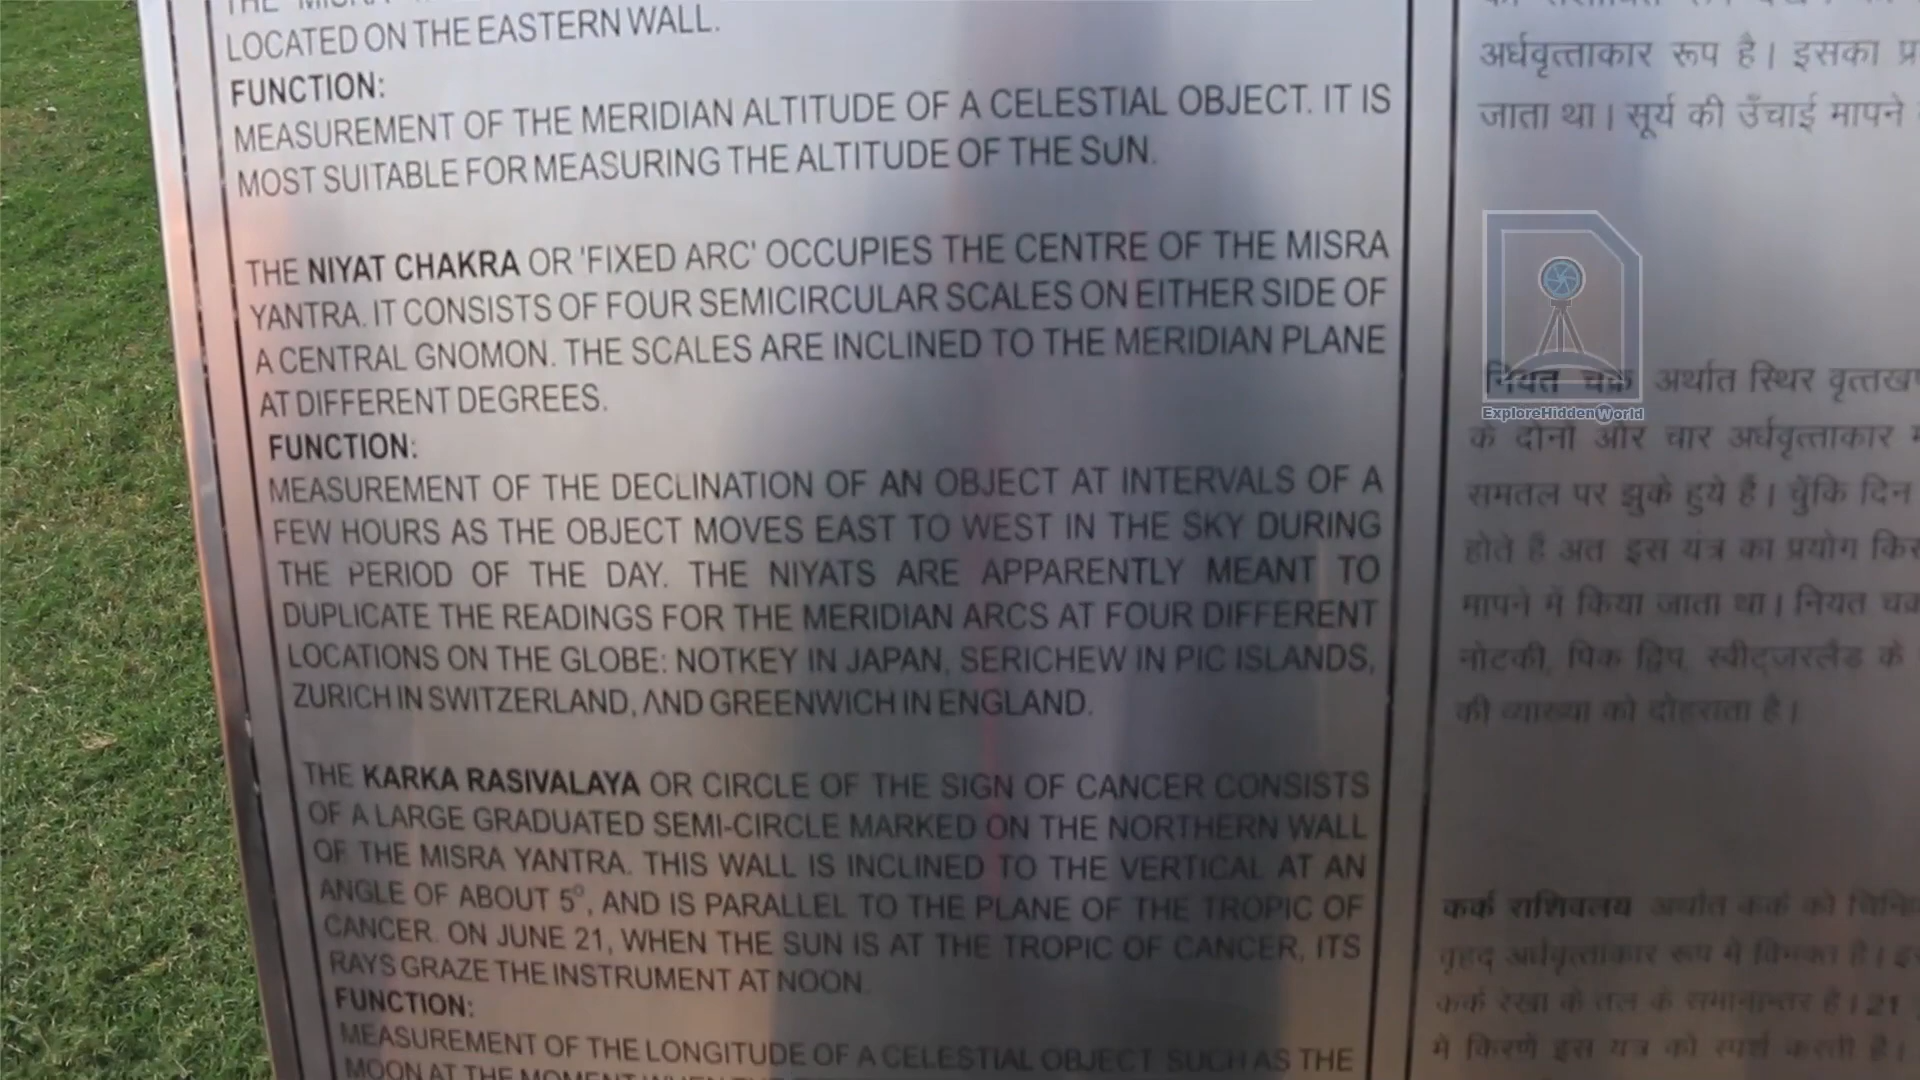 THE MISRA
LOCATED ON THE EASTERN WALL.
FUNCTION:
MEASUREMENT OF THE MERIDIAN ALTITUDE OF A CELESTIAL OBJECT. IT IS
MOST SUITABLE FOR MEASURING THE ALTITUDE OF THE SUN.
THE NIYAT CHAKRA OR 'FIXED ARC' OCCUPIES THE CENTRE OF THE MISRA
YANTRA. IT CONSISTS OF FOUR SEMICIRCULAR SCALES ON EITHER SIDE OF
A CENTRAL GNOMON. THE SCALES ARE INCLINED TO THE MERIDIAN PLANE
AT DIFFERENT DEGREES.
FUNCTION:
MEASUREMENT OF THE DECLINATION OF AN OBJECT AT INTERVALS OF A
FEW HOURS AS THE OBJECT MOVES EAST TO WEST IN THE SKY DURING
THE PERIOD OF THE DAY. THE NIYATS ARE APPARENTLY MEANT TO
DUPLICATE THE READINGS FOR THE MERIDIAN ARCS AT FOUR DIFFERENT
LOCATIONS ON THE GLOBE: NOTKEY IN JAPAN, SERICHEW IN PIC ISLANDS,
ZURICH IN SWITZERLAND, AND GREENWICH IN ENGLAND.
THE KARKA RASIVALAYA OR CIRCLE OF THE SIGN OF CANCER CONSISTS
OF A LARGE GRADUATED SEMI-CIRCLE MARKED ON THE NORTHERN WALL
OF THE MISRA YANTRA. THIS WALL IS INCLINED TO THE VERTICAL AT AN
ANGLE OF ABOUT 5°, AND IS PARALLEL TO THE PLANE OF THE TROPIC OF
CANCER. ON JUNE 21, WHEN THE SUN IS AT THE TROPIC OF CANCER, ITS
RAYS GRAZE THE INSTRUMENT AT NOON.
FUNCTION:
MEASUREMENT OF THE LONGITUDE OF A CELESTIAL OBJECT SUCH AS THE
MOON AT THE MOMENT WHEN THE
अर्धवृत्ताकार रूप है। इसका
जाता था। सूर्य की उँचाई मापने
नियत चक्र अर्थात स्थिर
ExploreHiddenWorld
के दोनो ओर चार अर्धवृत्ताकार
समतल पर झुके हुये हैं। चुँकि दिन
होते हैं अत इस यंत्र का प्रयोग
मापने में किया जाता था। नियत
नोटकी, पिक द्विप, स्वीट्जरलैंड के
की व्याख्या को दोहराता है।
कर्क राशिवलय अर्थात कर्क को
वृहद अर्धवृत्तांकार रूप में विभक्त है।
कर्क रेखा के तल के समानान्तर है। 21
में किरणें इस यंत्र को स्पर्श करती है।